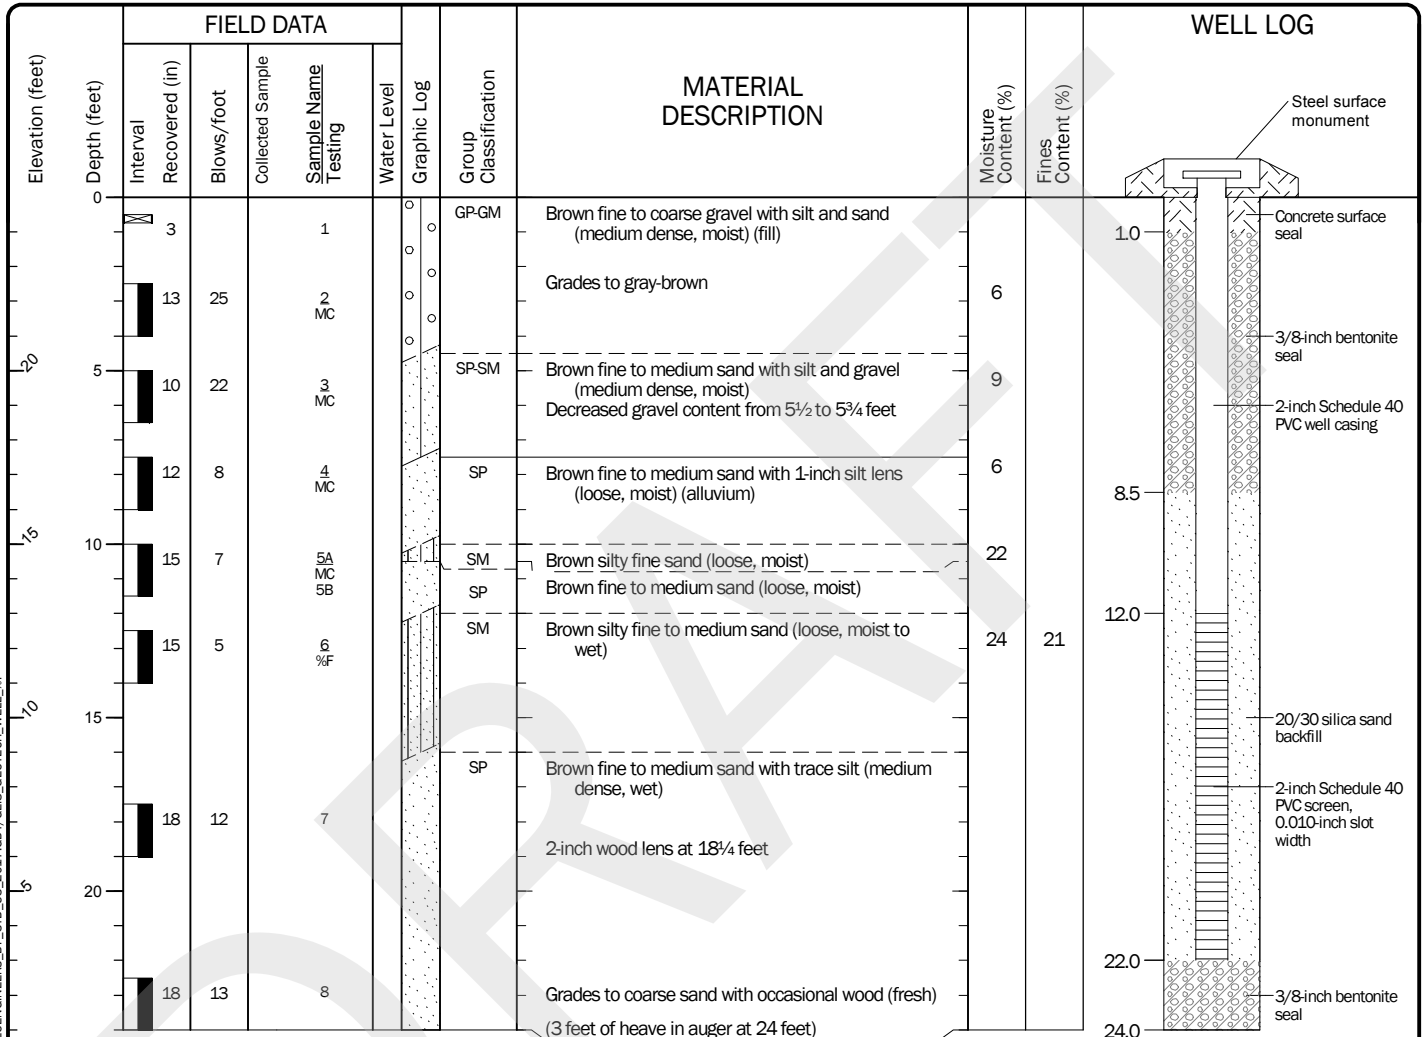 FIELD DATA
WELL LOG
Elevation (feet)
Depth (feet)
Interval
Recovered (in)
Blows/foot
Collected Sample
Sample Name
Testing
Water Level
Graphic Log
Group
Classification
MATERIAL
DESCRIPTION
Moisture
Content (%)
Fines
Content (%)
Steel surface
monument
0
3
1
GP-GM
Brown fine to coarse gravel with silt and sand
(medium dense, moist) (fill)
1.0
Concrete surface
seal
13
25
2
MC
Grades to gray-brown
6
3/8-inch bentonite
seal
20
5
10
22
3
MC
SP-SM
Brown fine to medium sand with silt and gravel
(medium dense, moist)
Decreased gravel content from 5½ to 5¾ feet
9
2-inch Schedule 40
PVC well casing
12
8
4
MC
SP
Brown fine to medium sand with 1-inch silt lens
(loose, moist) (alluvium)
6
8.5
15
10
15
7
5A
MC
5B
SM
Brown silty fine sand (loose, moist)
22
SP
Brown fine to medium sand (loose, moist)
12.0
15
5
6
%F
SM
Brown silty fine to medium sand (loose, moist to
wet)
24
21
10
15
20/30 silica sand
backfill
SP
Brown fine to medium sand with trace silt (medium
dense, wet)
2-inch Schedule 40
PVC screen,
0.010-inch slot
width
18
12
7
2-inch wood lens at 18¼ feet
5
20
22.0
18
13
8
Grades to coarse sand with occasional wood (fresh)
3/8-inch bentonite
seal
(3 feet of heave in auger at 24 feet)
24.0
DRAFT